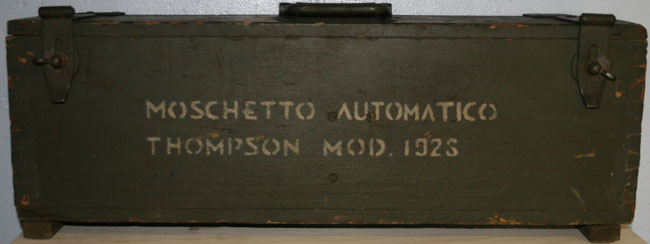 MOSCHETTO AUTOMATICO
THOMPSON MOD. 1928